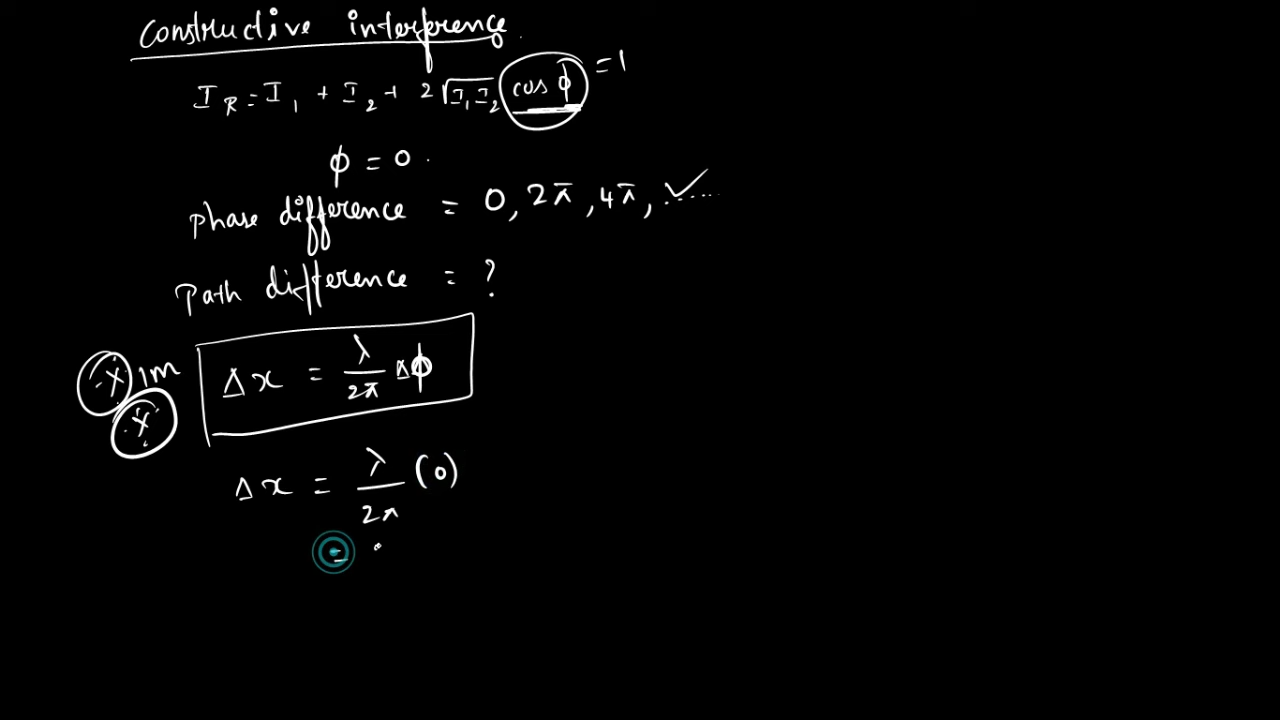 Constructive interference
I_R = I_1 + I_2 + 2 √I_1 I_2 cos ϕ = 1
ϕ = 0
phase difference = 0, 2π, 4π, ......
Path difference = ?
Im Δx = λ/2π Δϕ
Δx = λ/2π (0)
=